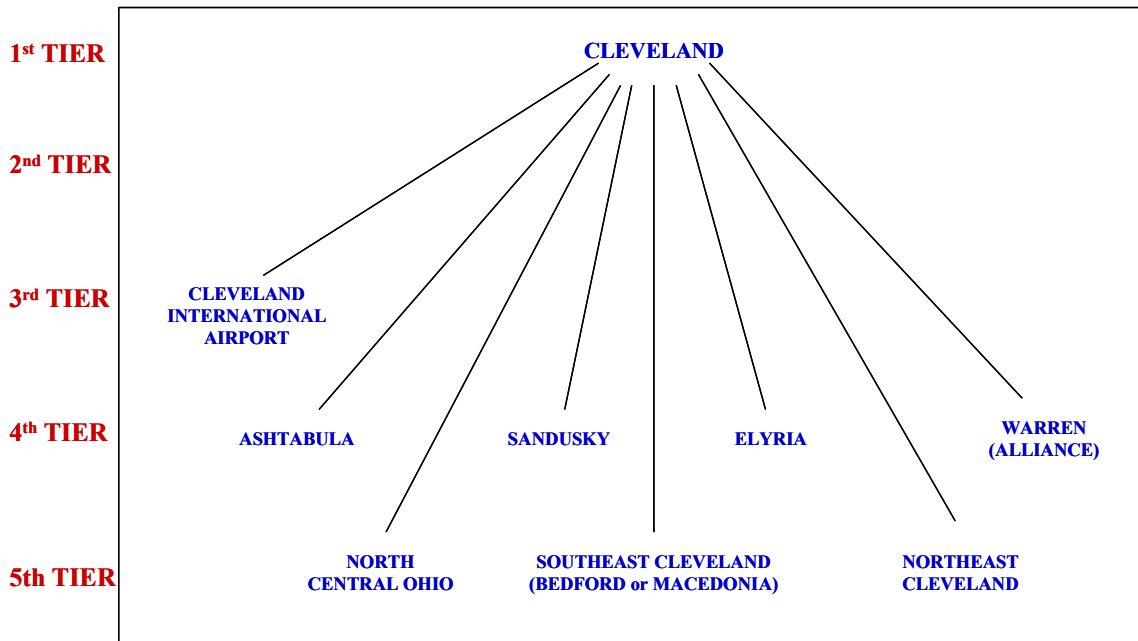 1st TIER
CLEVELAND
2nd TIER
3rd TIER
CLEVELAND
INTERNATIONAL
AIRPORT
4th TIER
ASHTABULA
SANDUSKY
ELYRIA
WARREN
(ALLIANCE)
5th TIER
NORTH
CENTRAL OHIO
SOUTHEAST CLEVELAND
(BEDFORD or MACEDONIA)
NORTHEAST
CLEVELAND